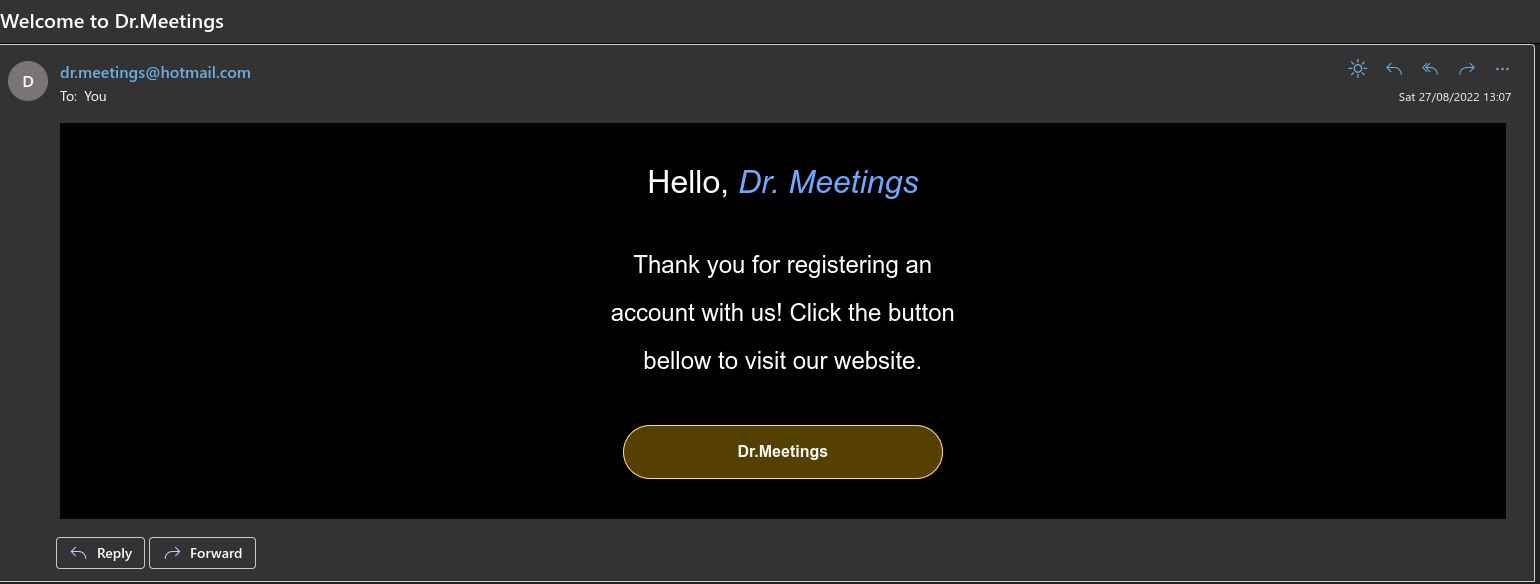 Welcome to Dr.Meetings
D
dr.meetings@hotmail.com
To: You
Sat 27/08/2022 13:07
Hello, Dr. Meetings
Thank you for registering an
account with us! Click the button
bellow to visit our website.
Dr.Meetings
Reply
Forward